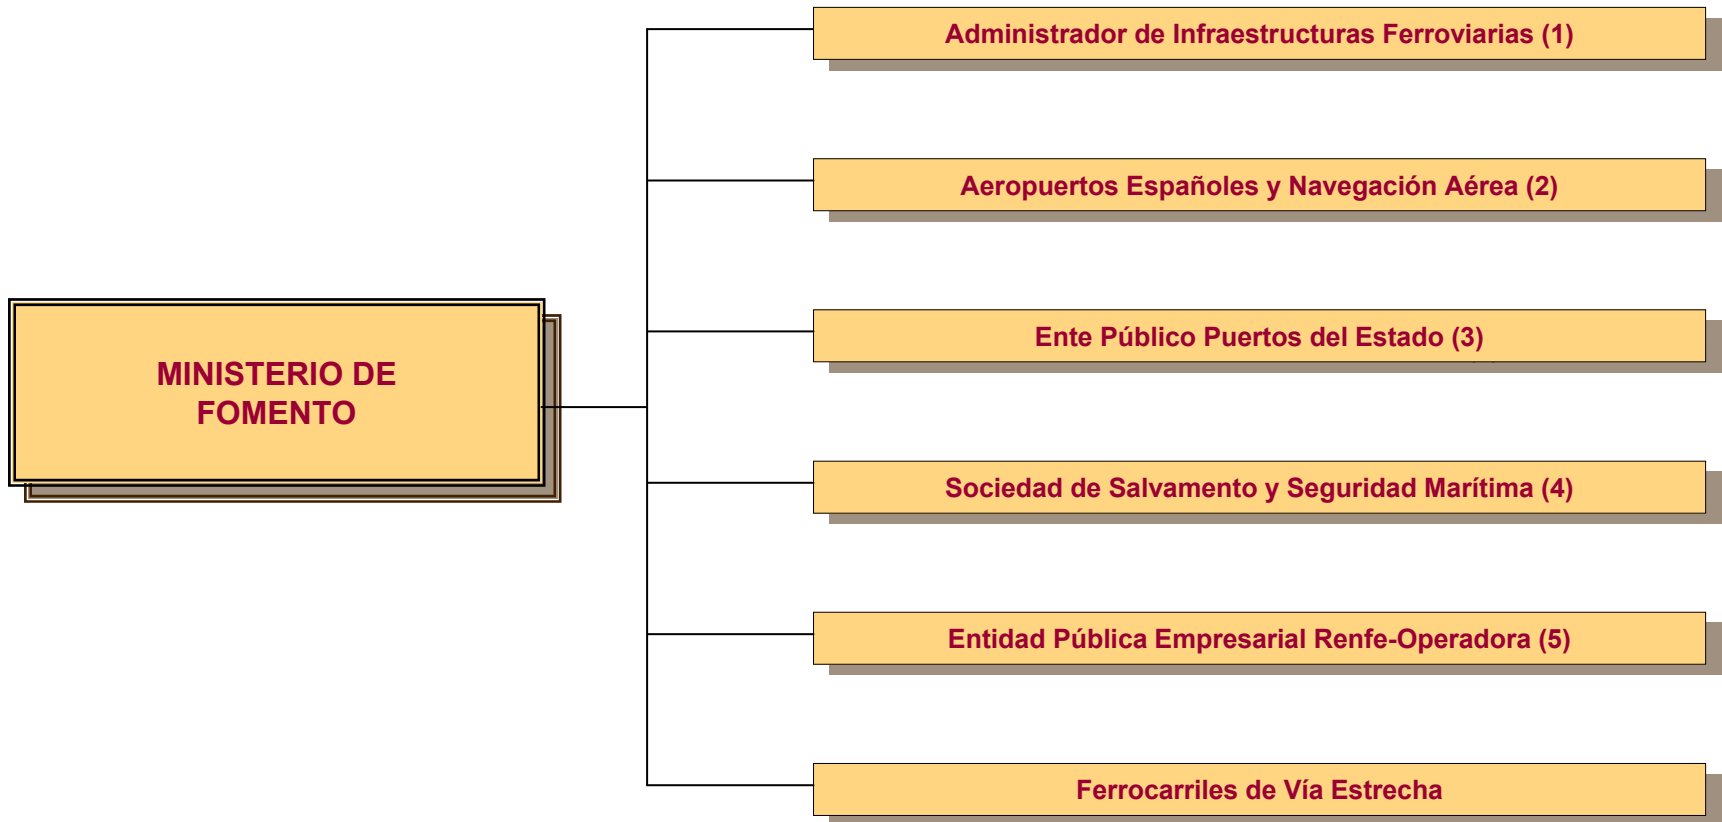 Administrador de Infraestructuras Ferroviarias (1)
Aeropuertos Españoles y Navegación Aérea (2)
Ente Público Puertos del Estado (3)
MINISTERIO DE
FOMENTO
Sociedad de Salvamento y Seguridad Marítima (4)
Entidad Pública Empresarial Renfe-Operadora (5)
Ferrocarriles de Vía Estrecha